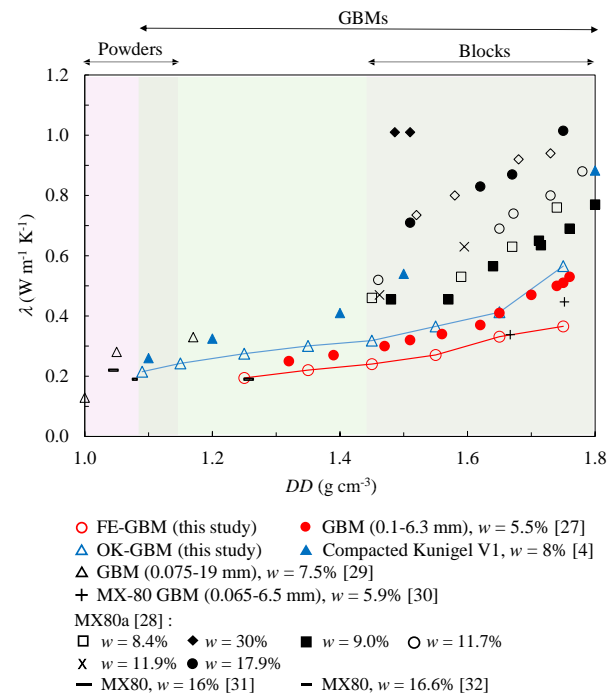 GBMs
Powders Blocks
1.2
1.0
0.8
0.6
0.4
0.2
0.0
λ (W m⁻¹ K⁻¹)
1.0 1.2 1.4 1.6 1.8
DD (g cm⁻³)
FE-GBM (this study) GBM (0.1-6.3 mm), w = 5.5% [27]
OK-GBM (this study) Compacted Kunigel V1, w = 8% [4]
GBM (0.075-19 mm), w = 7.5% [29]
MX-80 GBM (0.065-6.5 mm), w = 5.9% [30]
MX80a [28] :
w = 8.4% w = 30% w = 9.0% w = 11.7%
w = 11.9% w = 17.9%
MX80, w = 16% [31] MX80, w = 16.6% [32]